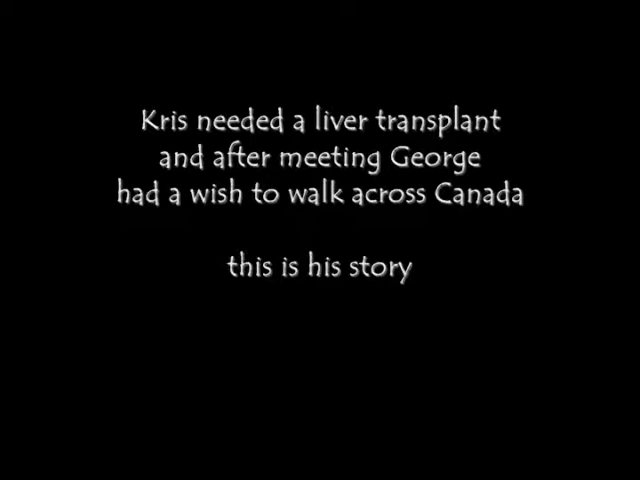 Kris needed a liver transplant
and after meeting George
had a wish to walk across Canada
this is his story